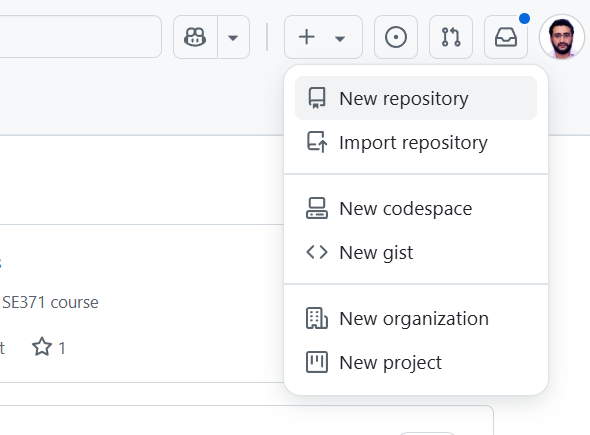 New repository
Import repository
New codespace
New gist
SE371 course
New organization
1
New project